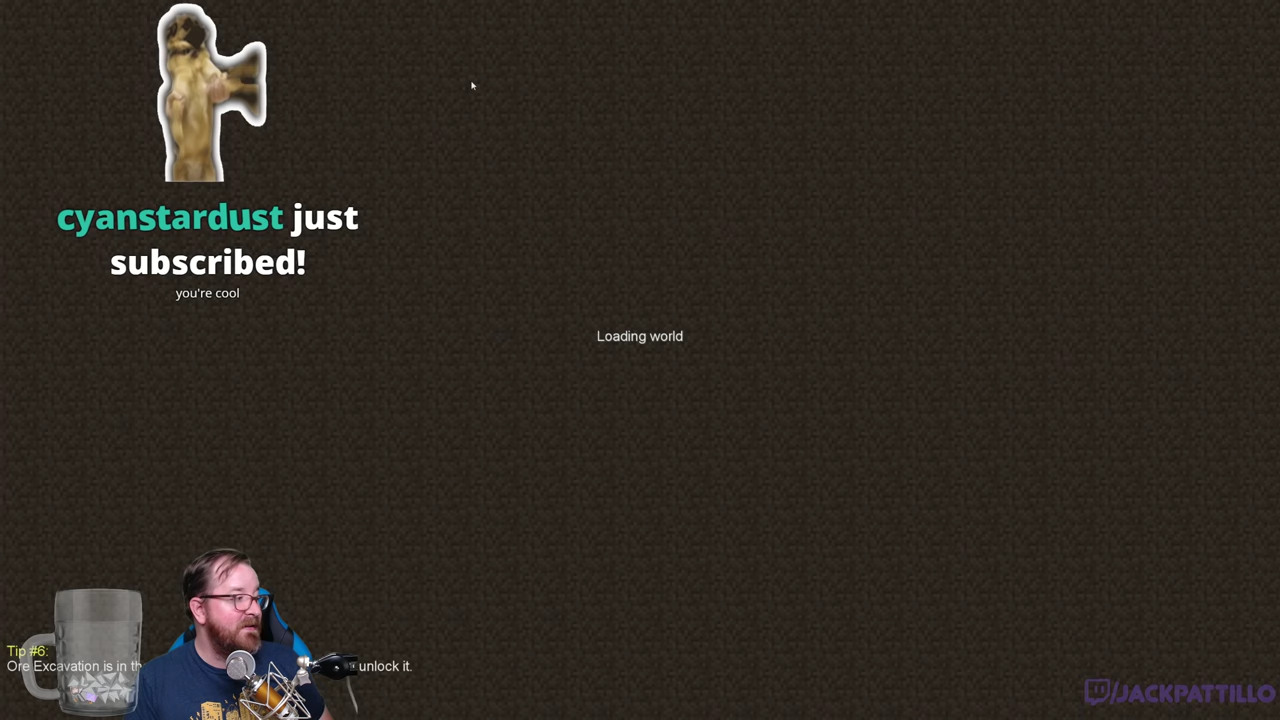 cyanstardust just
subscribed!
you're cool
Loading world
Tip #6:
Ore Excavation is in th
unlock it.
/JACKPATTILLO